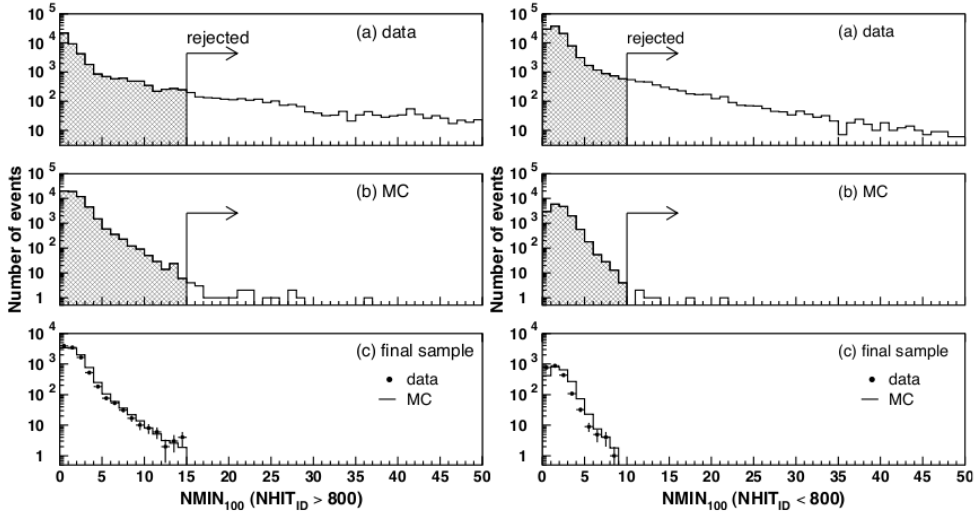 10^5
10^4
10^3
10^2
10
(a) data
rejected
10^5
10^4
10^3
10^2
10
1
(b) MC
Number of events
10^4
10^3
10^2
10
1
(c) final sample
data
MC
0 5 10 15 20 25 30 35 40 45 50
NMIN100 (NHITID > 800)
10^5
10^4
10^3
10^2
10
(a) data
rejected
10^5
10^4
10^3
10^2
10
1
(b) MC
Number of events
10^4
10^3
10^2
10
1
(c) final sample
data
MC
0 5 10 15 20 25 30 35 40 45 50
NMIN100 (NHITID < 800)